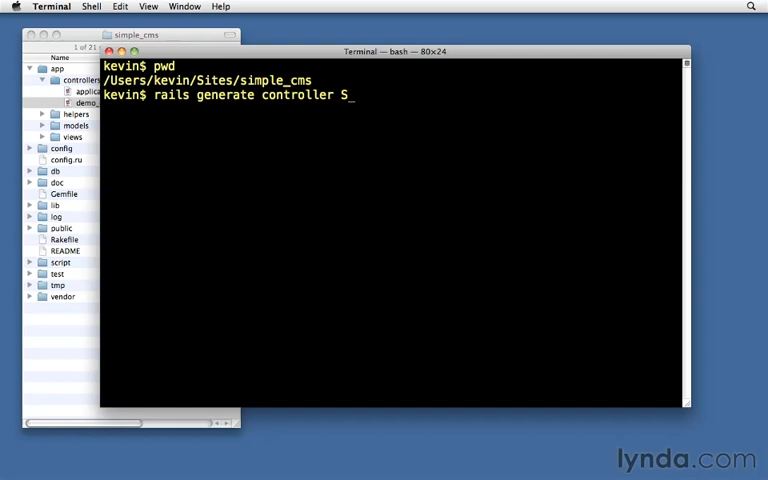 Terminal Shell Edit View Window Help
simple_cms
1 of 21
Name
app
controllers
applica
demo_
helpers
models
views
config
config.ru
db
doc
Gemfile
lib
log
public
Rakefile
README
script
test
tmp
vendor
Terminal — bash — 80×24
kevin$ pwd
/Users/kevin/Sites/simple_cms
kevin$ rails generate controller S_
lynda.com